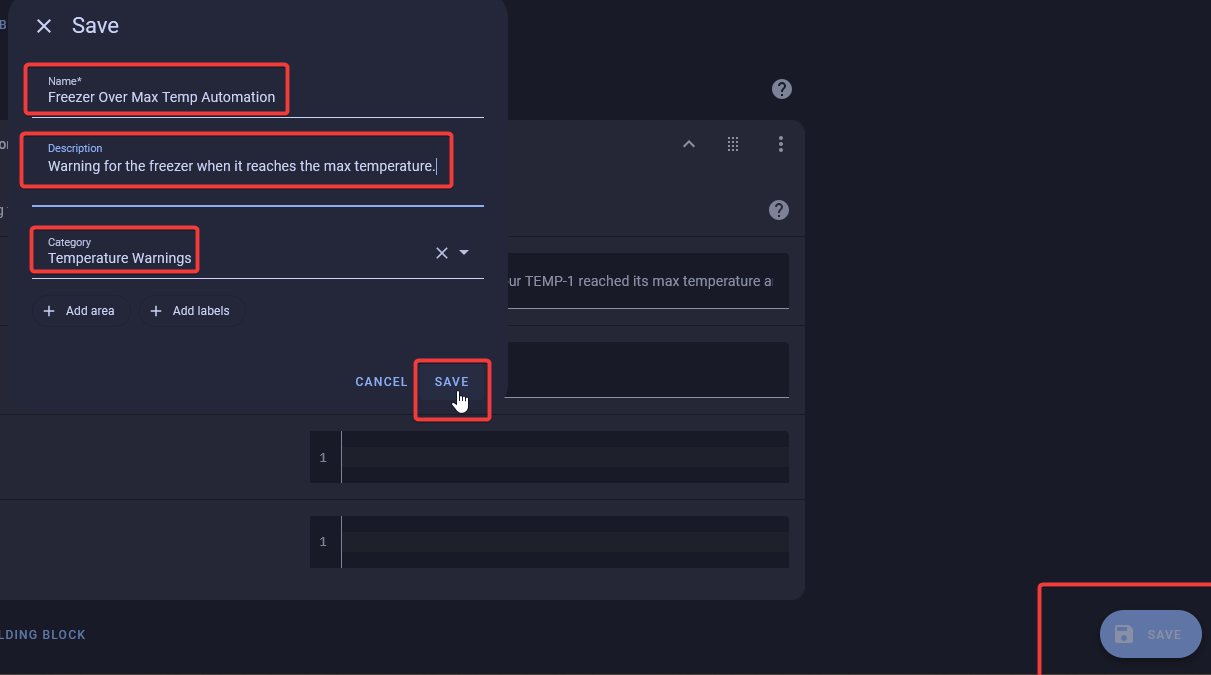 Save
Name*
Freezer Over Max Temp Automation
Description
Warning for the freezer when it reaches the max temperature.
Category
Temperature Warnings
ur TEMP-1 reached its max temperature a
+ Add area
+ Add labels
CANCEL
SAVE
1
1
LDING BLOCK
SAVE